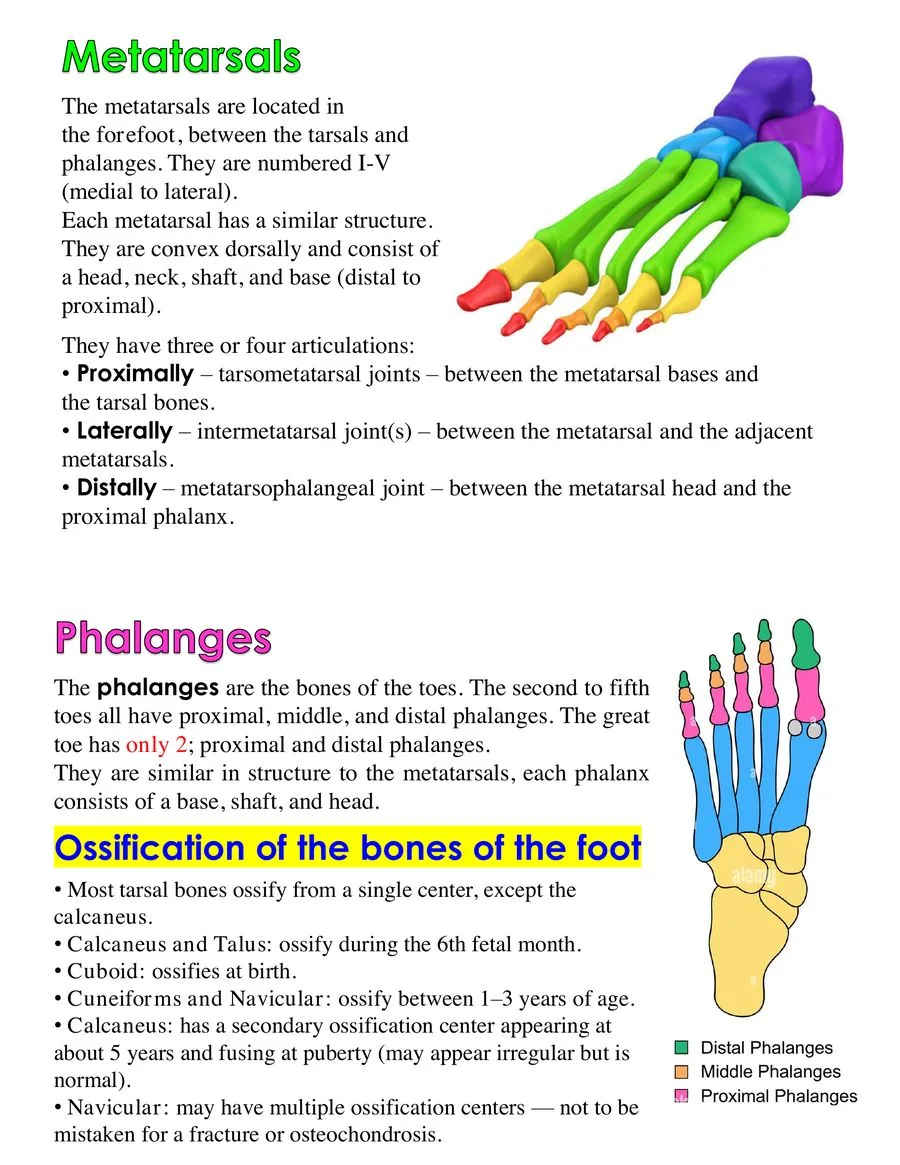 Metatarsals
The metatarsals are located in
the forefoot, between the tarsals and
phalanges. They are numbered I-V
(medial to lateral).
Each metatarsal has a similar structure.
They are convex dorsally and consist of
a head, neck, shaft, and base (distal to
proximal).
They have three or four articulations:
• Proximally – tarsometatarsal joints – between the metatarsal bases and
the tarsal bones.
• Laterally – intermetatarsal joint(s) – between the metatarsal and the adjacent
metatarsals.
• Distally – metatarsophalangeal joint – between the metatarsal head and the
proximal phalanx.
Phalanges
The phalanges are the bones of the toes. The second to fifth
toes all have proximal, middle, and distal phalanges. The great
toe has only 2; proximal and distal phalanges.
They are similar in structure to the metatarsals, each phalanx
consists of a base, shaft, and head.
Ossification of the bones of the foot
• Most tarsal bones ossify from a single center, except the
calcaneus.
• Calcaneus and Talus: ossify during the 6th fetal month.
• Cuboid: ossifies at birth.
• Cuneiforms and Navicular: ossify between 1–3 years of age.
• Calcaneus: has a secondary ossification center appearing at
about 5 years and fusing at puberty (may appear irregular but is
normal).
• Navicular: may have multiple ossification centers — not to be
mistaken for a fracture or osteochondrosis.
a
a
a
alamy
a
Distal Phalanges
Middle Phalanges
Proximal Phalanges